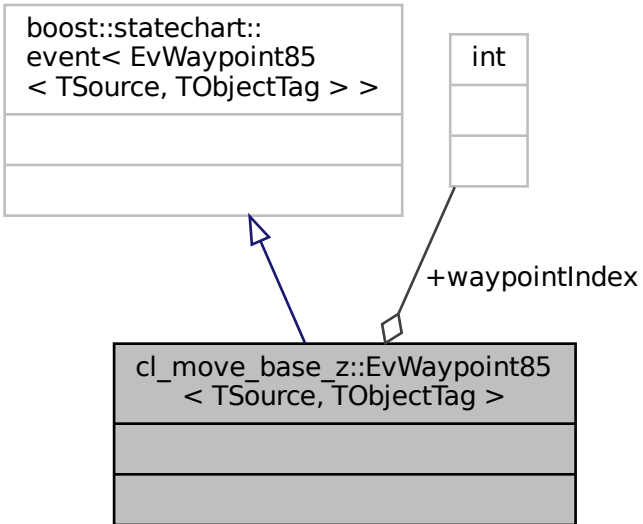 boost::statechart::
event< EvWaypoint85
< TSource, TObjectTag > >
int
+waypointIndex
cl_move_base_z::EvWaypoint85
< TSource, TObjectTag >